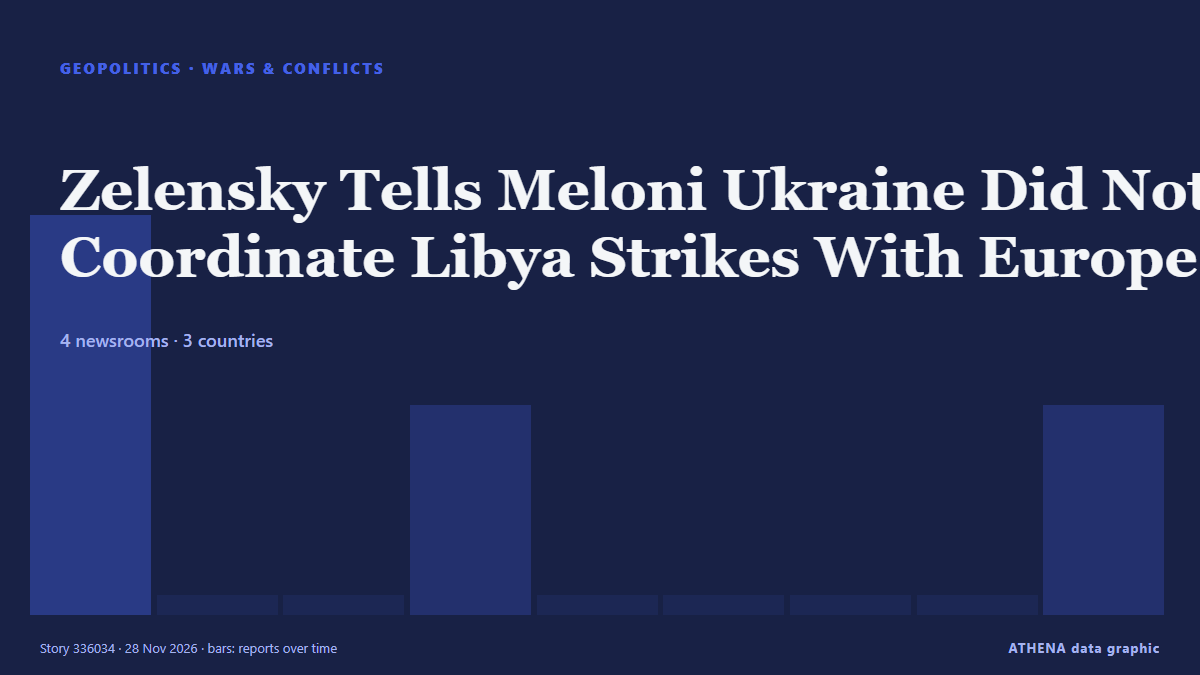 GEOPOLITICS · WARS & CONFLICTS
Zelensky Tells Meloni Ukraine Did Not
Coordinate Libya Strikes With Europe
4 newsrooms · 3 countries
Story 336034 · 28 Nov 2026 · bars: reports over time
ATHENA data graphic